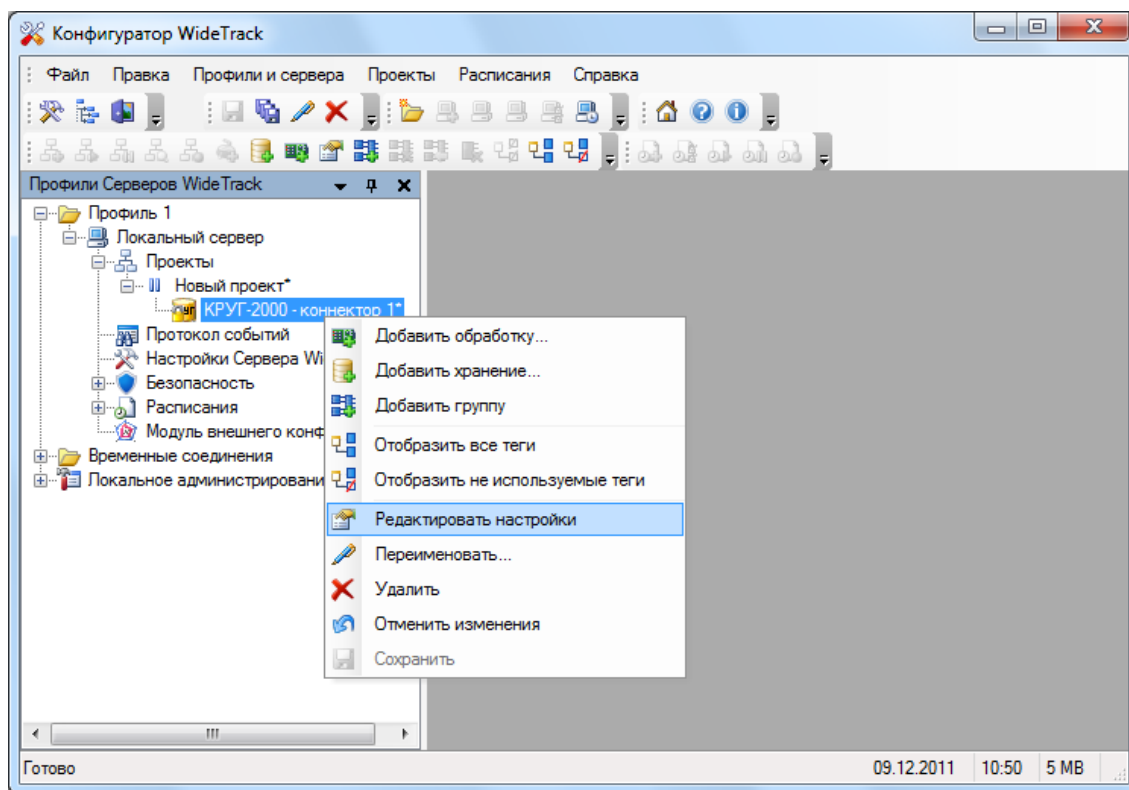 Конфигуратор WideTrack
Файл Правка Профили и сервера Проекты Расписания Справка
Профили Серверов WideTrack
Профиль 1
Локальный сервер
Проекты
Новый проект*
КРУГ-2000 - коннектор 1*
Протокол событий
Настройки Сервера Wi
Безопасность
Расписания
Модуль внешнего конф
Временные соединения
Локальное администрировани
Добавить обработку...
Добавить хранение...
Добавить группу
Отобразить все теги
Отобразить не используемые теги
Редактировать настройки
Переименовать...
Удалить
Отменить изменения
Сохранить
Готово 09.12.2011 10:50 5 MB